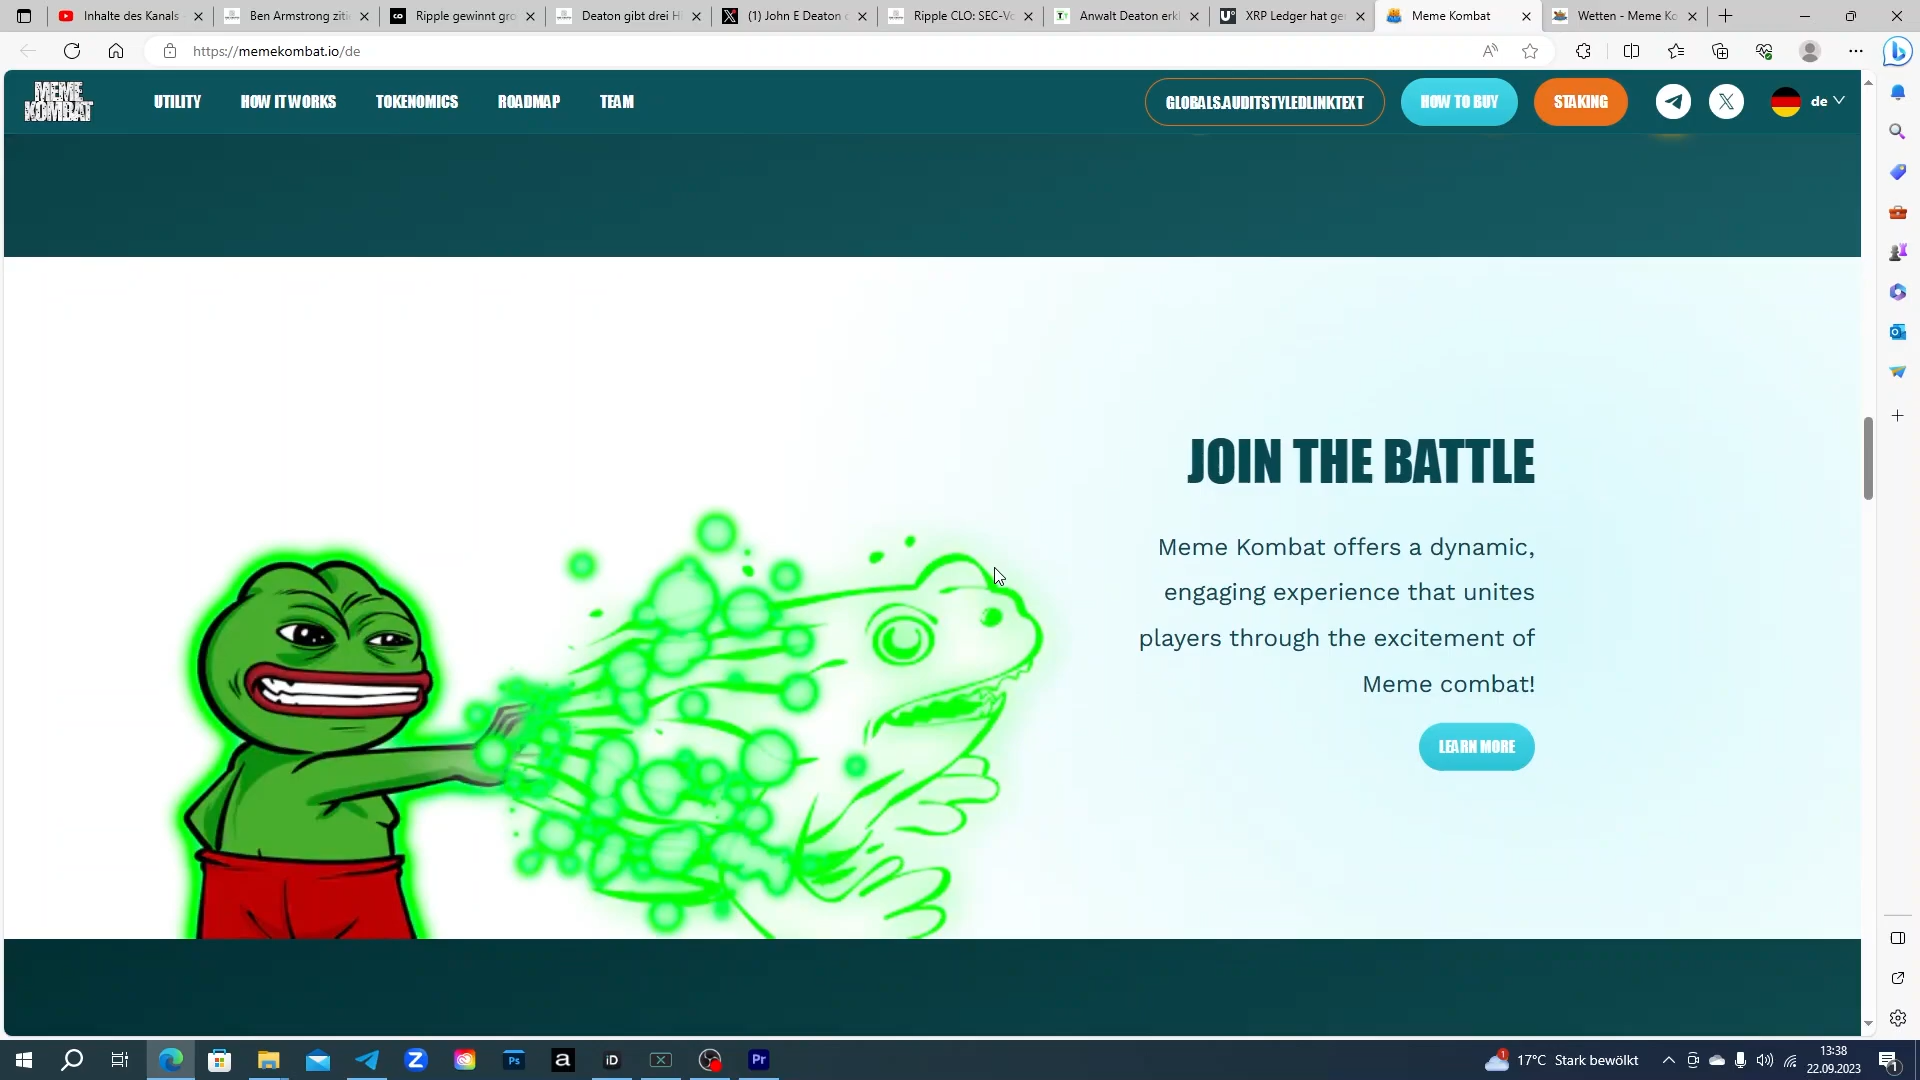 Inhalte des Kanals
Ben Armstrong ziti
Ripple gewinnt gro
Deaton gibt drei Hi
(1) John E Deaton
Ripple CLO: SEC-Vo
Anwalt Deaton erkl
XRP Ledger hat ge
Meme Kombat
Wetten - Meme Ko
https://memekombat.io/de
MEME
KOMBAT
UTILITY
HOW IT WORKS
TOKENOMICS
ROADMAP
TEAM
GLOBALS.AUDITSTYLEDLINKTEXT
HOW TO BUY
STAKING
de
JOIN THE BATTLE
Meme Kombat offers a dynamic,
engaging experience that unites
players through the excitement of
Meme combat!
LEARN MORE
17°C Stark bewölkt
13:38
22.09.2023